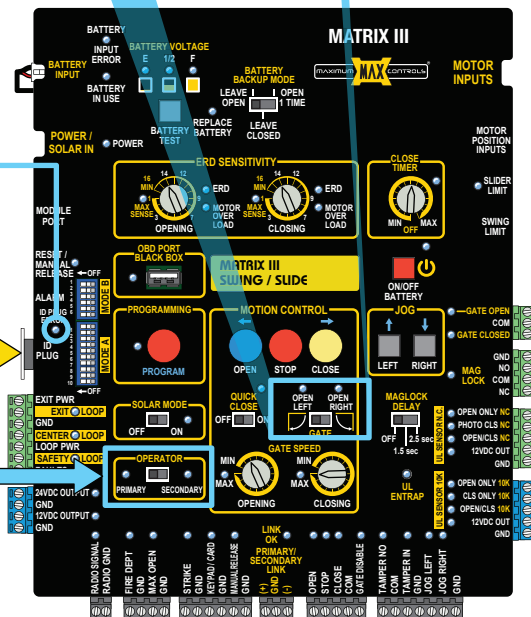 MATRIX III
MAXIMUM MAX CONTROLS
BATTERY
INPUT
ERROR
BATTERY
INPUT
BATTERY
IN USE
BATTERY VOLTAGE
E 1/2 F
BATTERY
TEST
REPLACE
BATTERY
BATTERY
BACKUP MODE
LEAVE
OPEN
OPEN
1 TIME
LEAVE
CLOSED
MOTOR
INPUTS
POWER /
SOLAR IN
POWER
MOTOR
POSITION
INPUTS
SLIDER
LIMIT
SWING
LIMIT
ERD SENSITIVITY
16
MIN
14
12
9
7
3
1
MAX
SENSE
OPENING
ERD
MOTOR
OVER
LOAD
16
MIN
14
12
9
7
3
1
MAX
SENSE
CLOSING
ERD
MOTOR
OVER
LOAD
CLOSE
TIMER
MIN MAX
OFF
MODULE
PORT
RESET /
MANUAL
RELEASE
OFF
ALARM
ID PLUG
ID
PLUG
MODE B
MODE A
OFF
OBD PORT
BLACK BOX
MATRIX III
SWING / SLIDE
ON/OFF
BATTERY
PROGRAMMING
PROGRAM
MOTION CONTROL
OPEN
STOP
CLOSE
JOG
LEFT
RIGHT
GATE OPEN
COM
GATE CLOSED
MAG
LOCK
GND
NO
COM
NC
QUICK
CLOSE
OFF ON
OPEN
LEFT
OPEN
RIGHT
GATE
MAGLOCK
DELAY
OFF
2.5 sec
1.5 sec
UL SENSOR N.C.
OPEN ONLY NC
PHOTO CLS NC
OPEN/CLS NC
12VDC OUT
GND
EXIT PWR
EXIT LOOP
GND
CENTER LOOP
LOOP PWR
SAFETY LOOP
SOLAR MODE
OFF ON
OPERATOR
PRIMARY SECONDARY
GATE SPEED
MIN
MAX
OPENING
MIN
MAX
CLOSING
UL
ENTRAP
UL SENSOR 10K
OPEN ONLY 10K
CLS ONLY 10K
OPEN/CLS 10K
12VDC OUT
GND
24VDC OUTPUT
GND
12VDC OUTPUT
GND
LINK
OK
PRIMARY/
SECONDARY
LINK
RADIO SIGNAL
RADIO GND
FIRE DEPT
GND
MAX OPEN
GND
STRIKE
GND
KEYPAD / CARD
GND
MANUAL RELEASE
GND
(+)
GND
(-)
OPEN
STOP
CLOSE
COM
GATE DISABLE
TAMPER NO
COM
TAMPER IN
GND
JOG LEFT
JOG RIGHT
GND